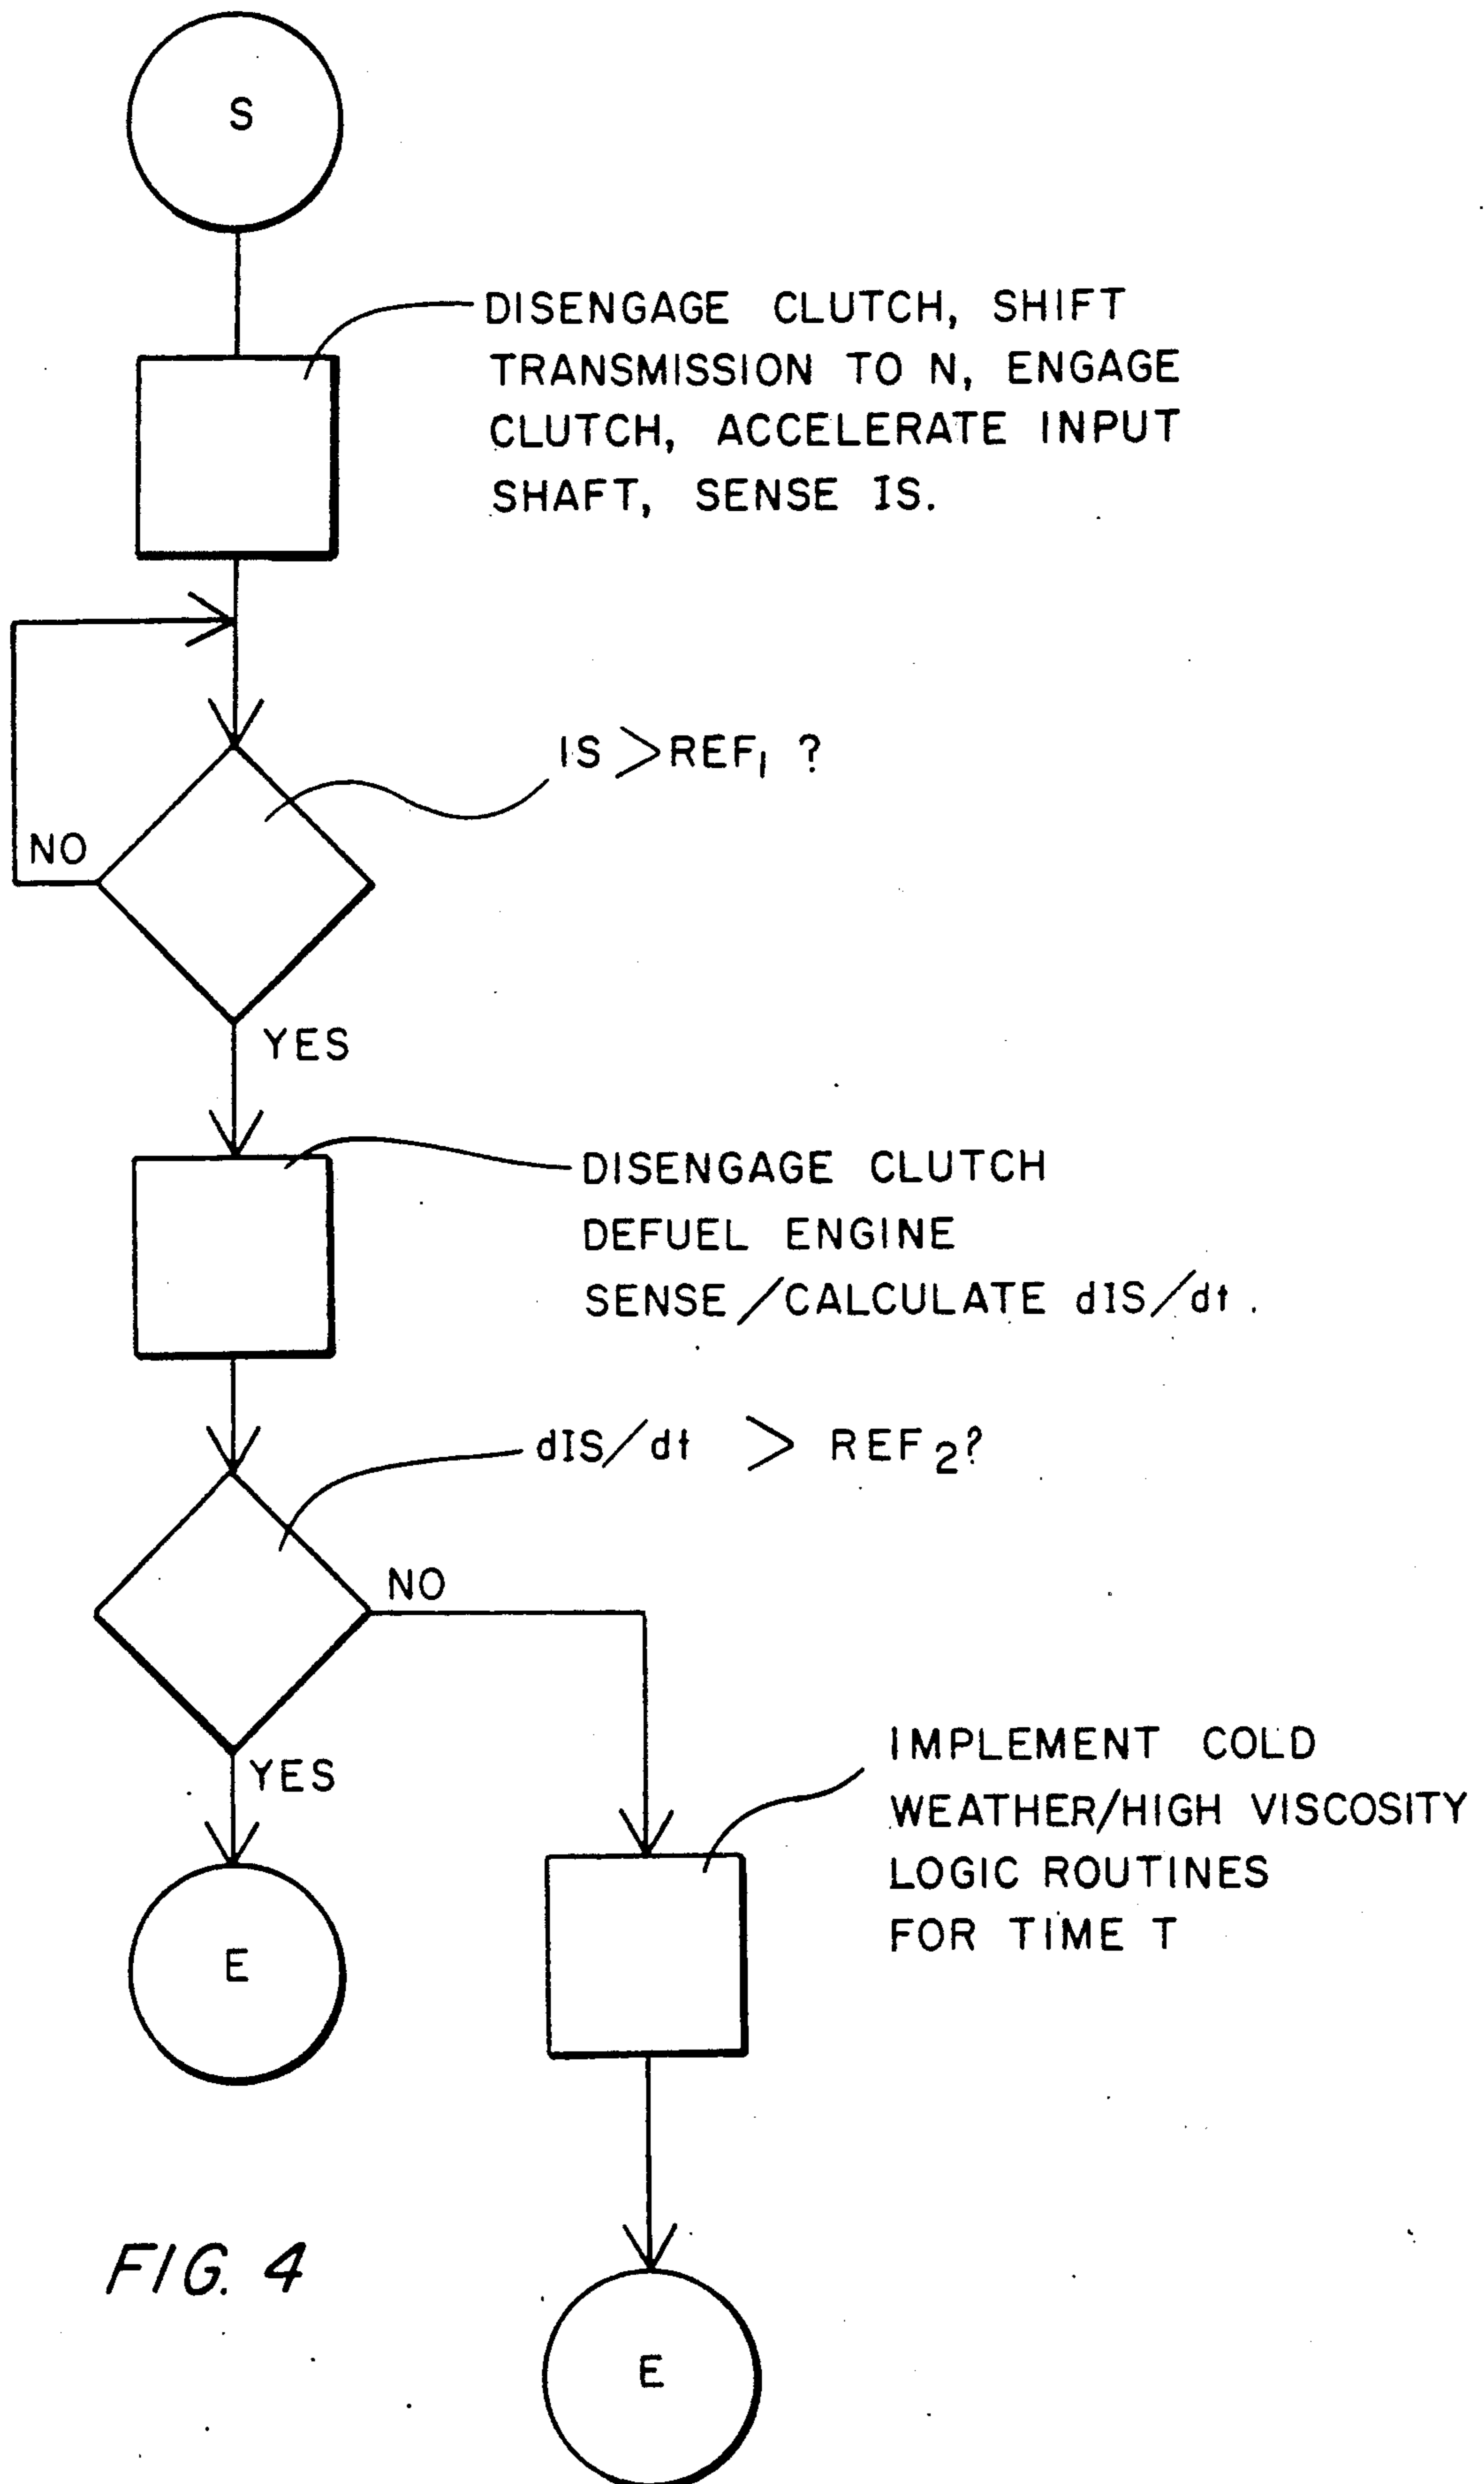 S
DISENGAGE CLUTCH, SHIFT
TRANSMISSION TO N, ENGAGE
CLUTCH, ACCELERATE INPUT
SHAFT, SENSE IS.
IS > REF₁ ?
NO
YES
DISENGAGE CLUTCH
DEFUEL ENGINE
SENSE/CALCULATE dIS/dt.
dIS/dt > REF₂?
NO
YES
IMPLEMENT COLD
WEATHER/HIGH VISCOSITY
LOGIC ROUTINES
FOR TIME T
E
E
FIG. 4